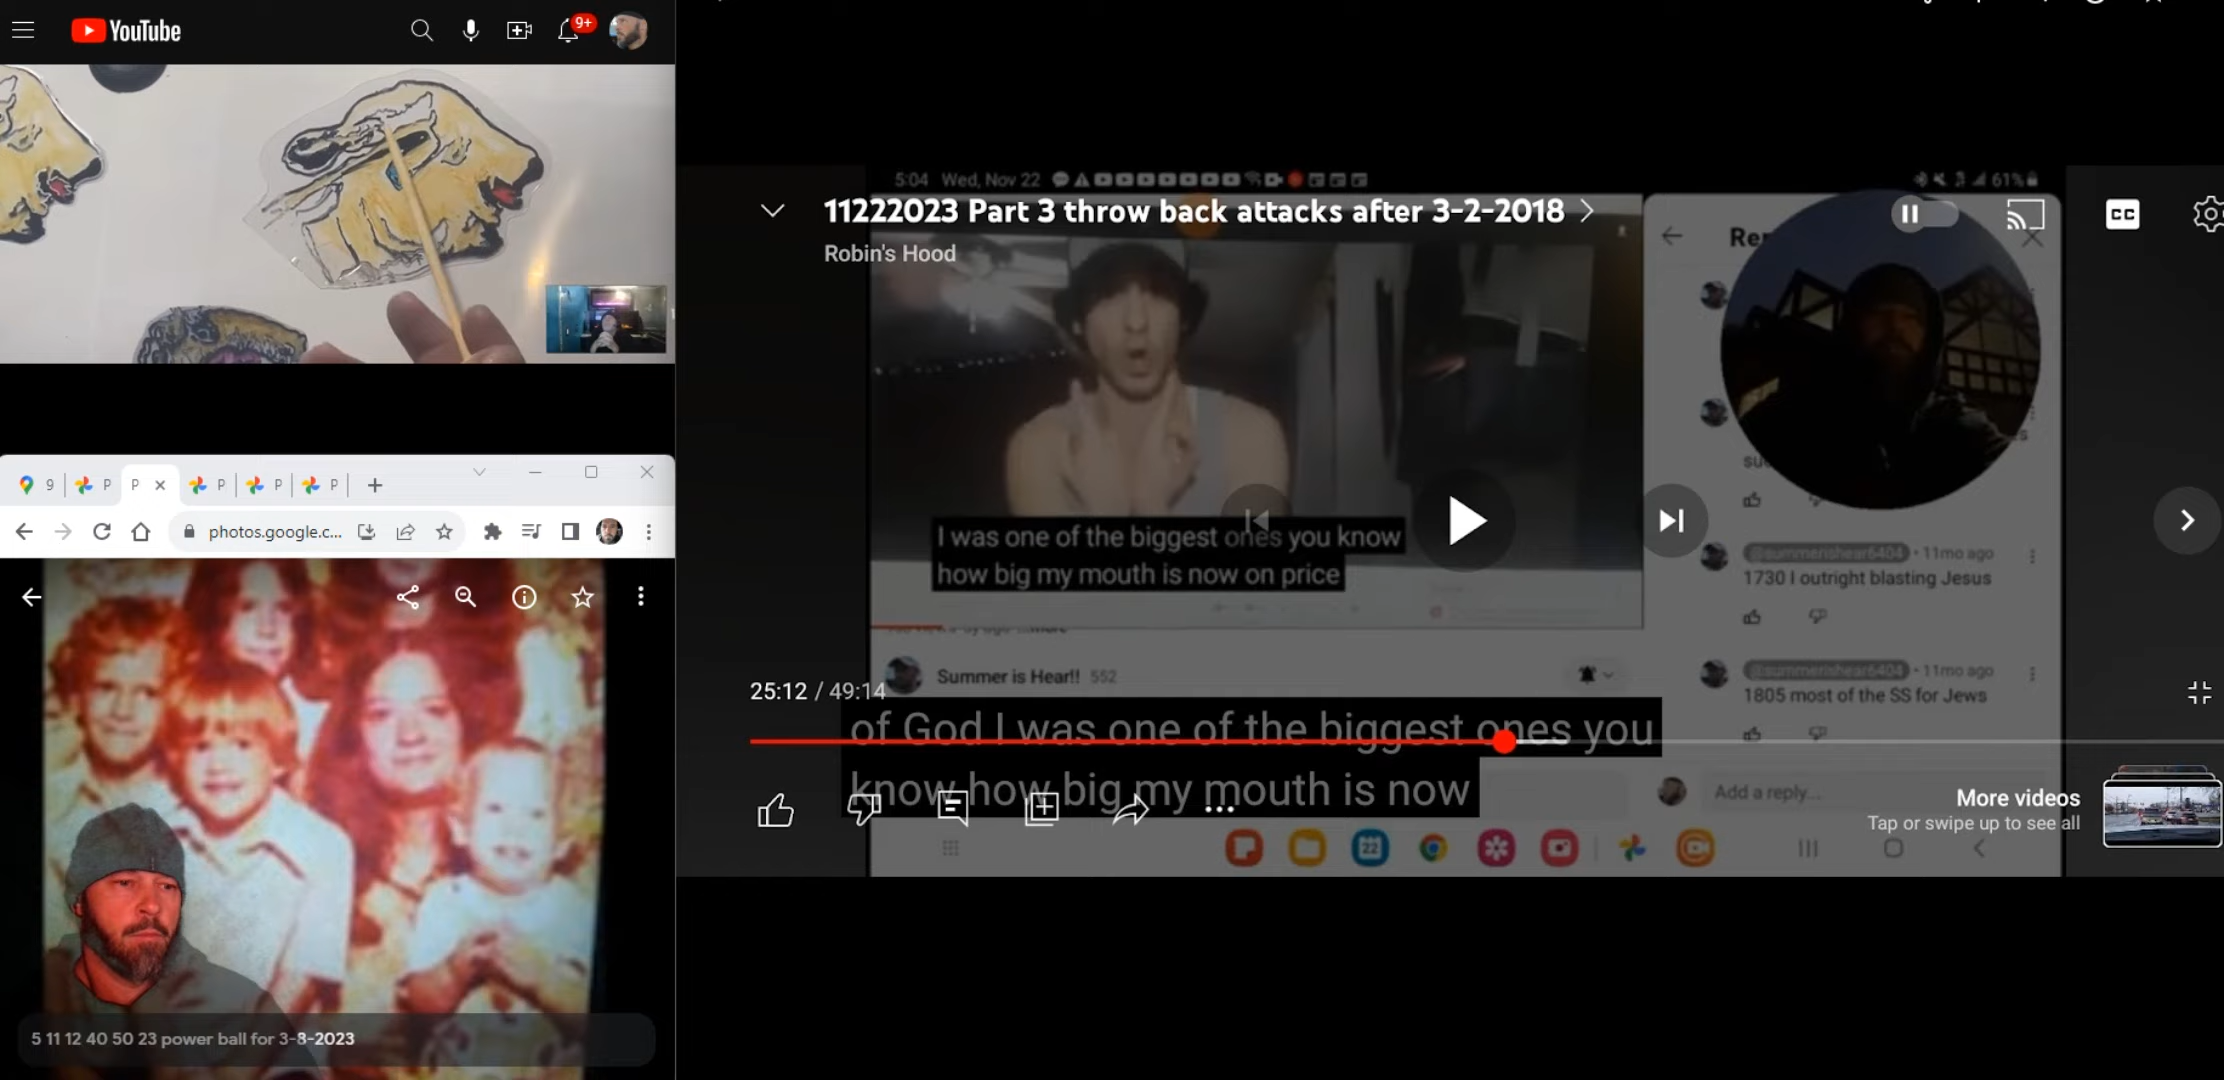 YouTube
9+
9
P
P
P
P
P
photos.google.c...
5 11 12 40 50 23 power ball for 3-8-2023
5:04 Wed, Nov 22
61%
11222023 Part 3 throw back attacks after 3-2-2018
Robin's Hood
CC
I was one of the biggest ones you know
how big my mouth is now on price
@summerishear6404 • 11mo ago
1730 I outright blasting Jesus
Summer is Hear!! 552
@summerishear6404 • 11mo ago
1805 most of the SS for Jews
25:12 / 49:14
of God I was one of the biggest ones you
know how big my mouth is now
Add a reply...
More videos
Tap or swipe up to see all
22